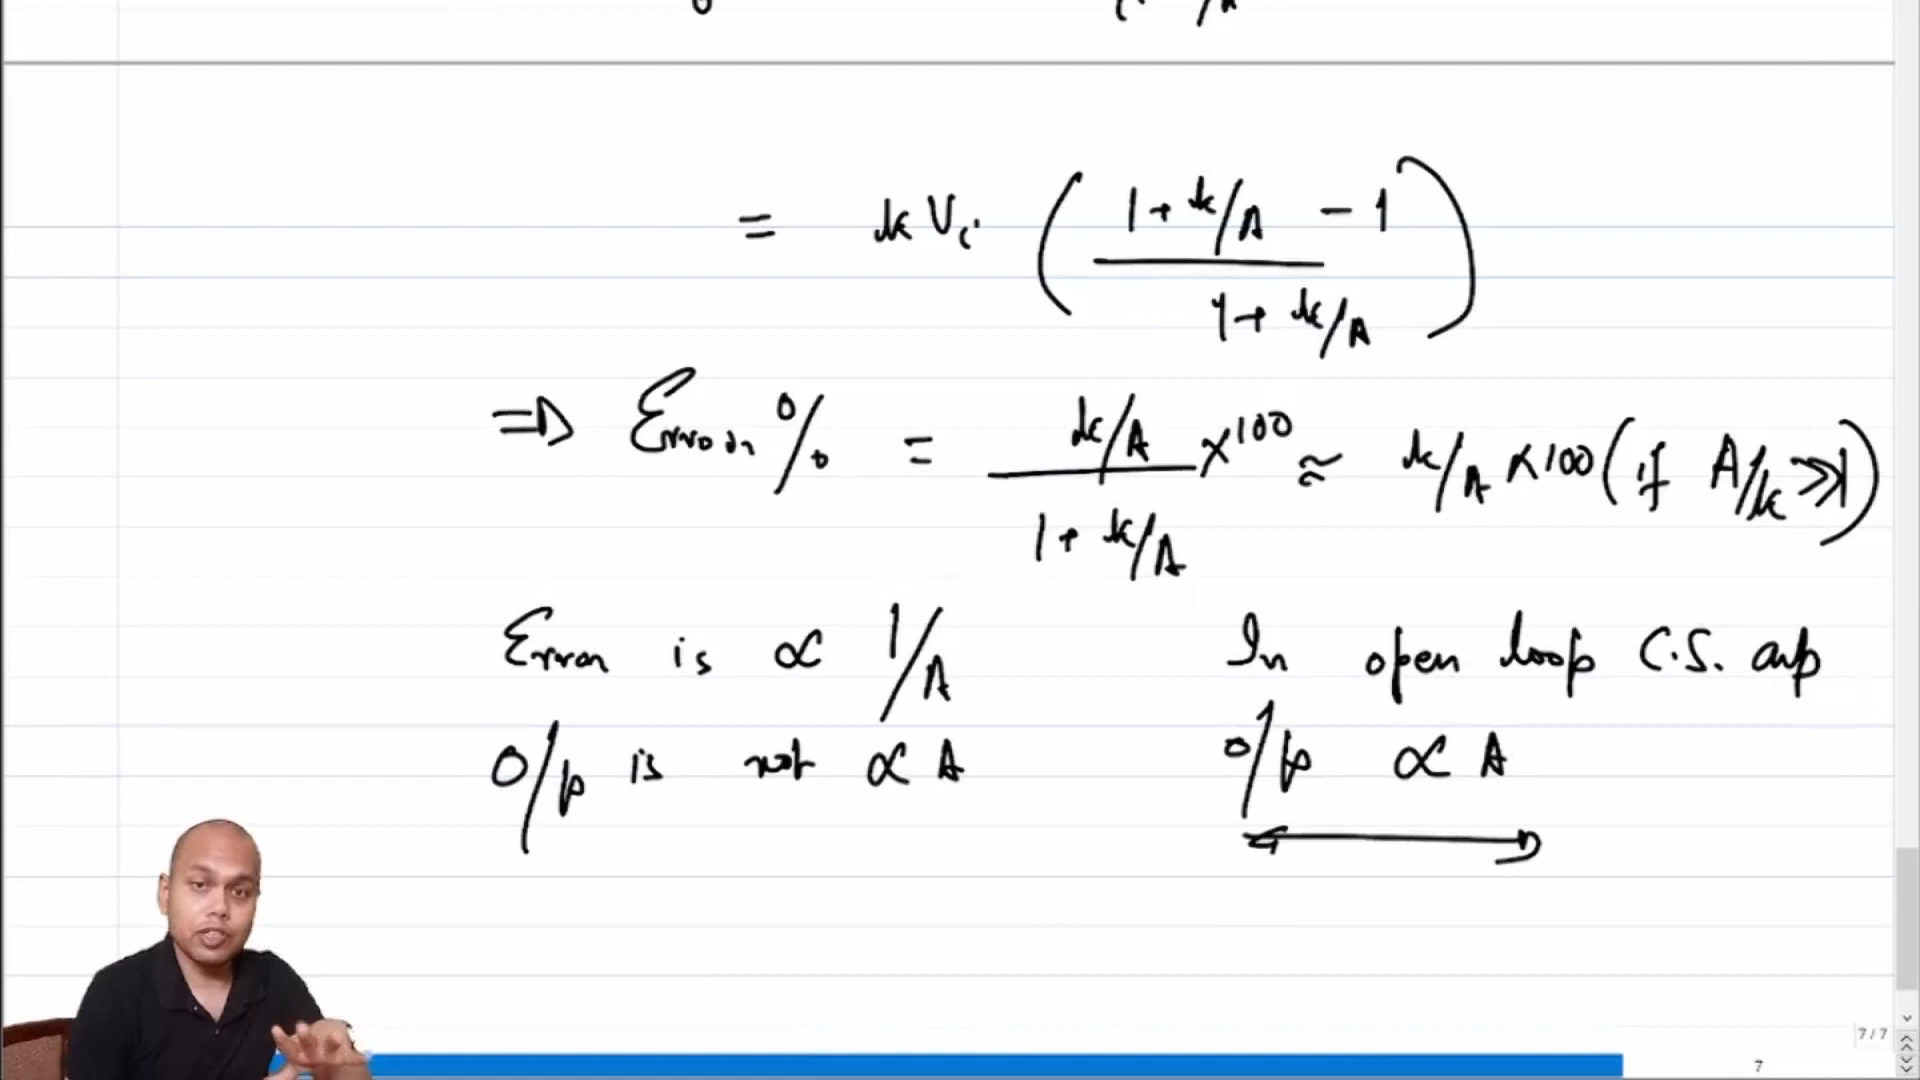 = k Vi ( (1 + k/A - 1) / (1 + k/A) )
⇒ Error % = (k/A) / (1 + k/A) × 100 ≈ k/A × 100 (if A/k >> 1)
Error is ∝ 1/A
O/p is not ∝ A
In open loop C.S. amp
O/p ∝ A
7 / 7
7